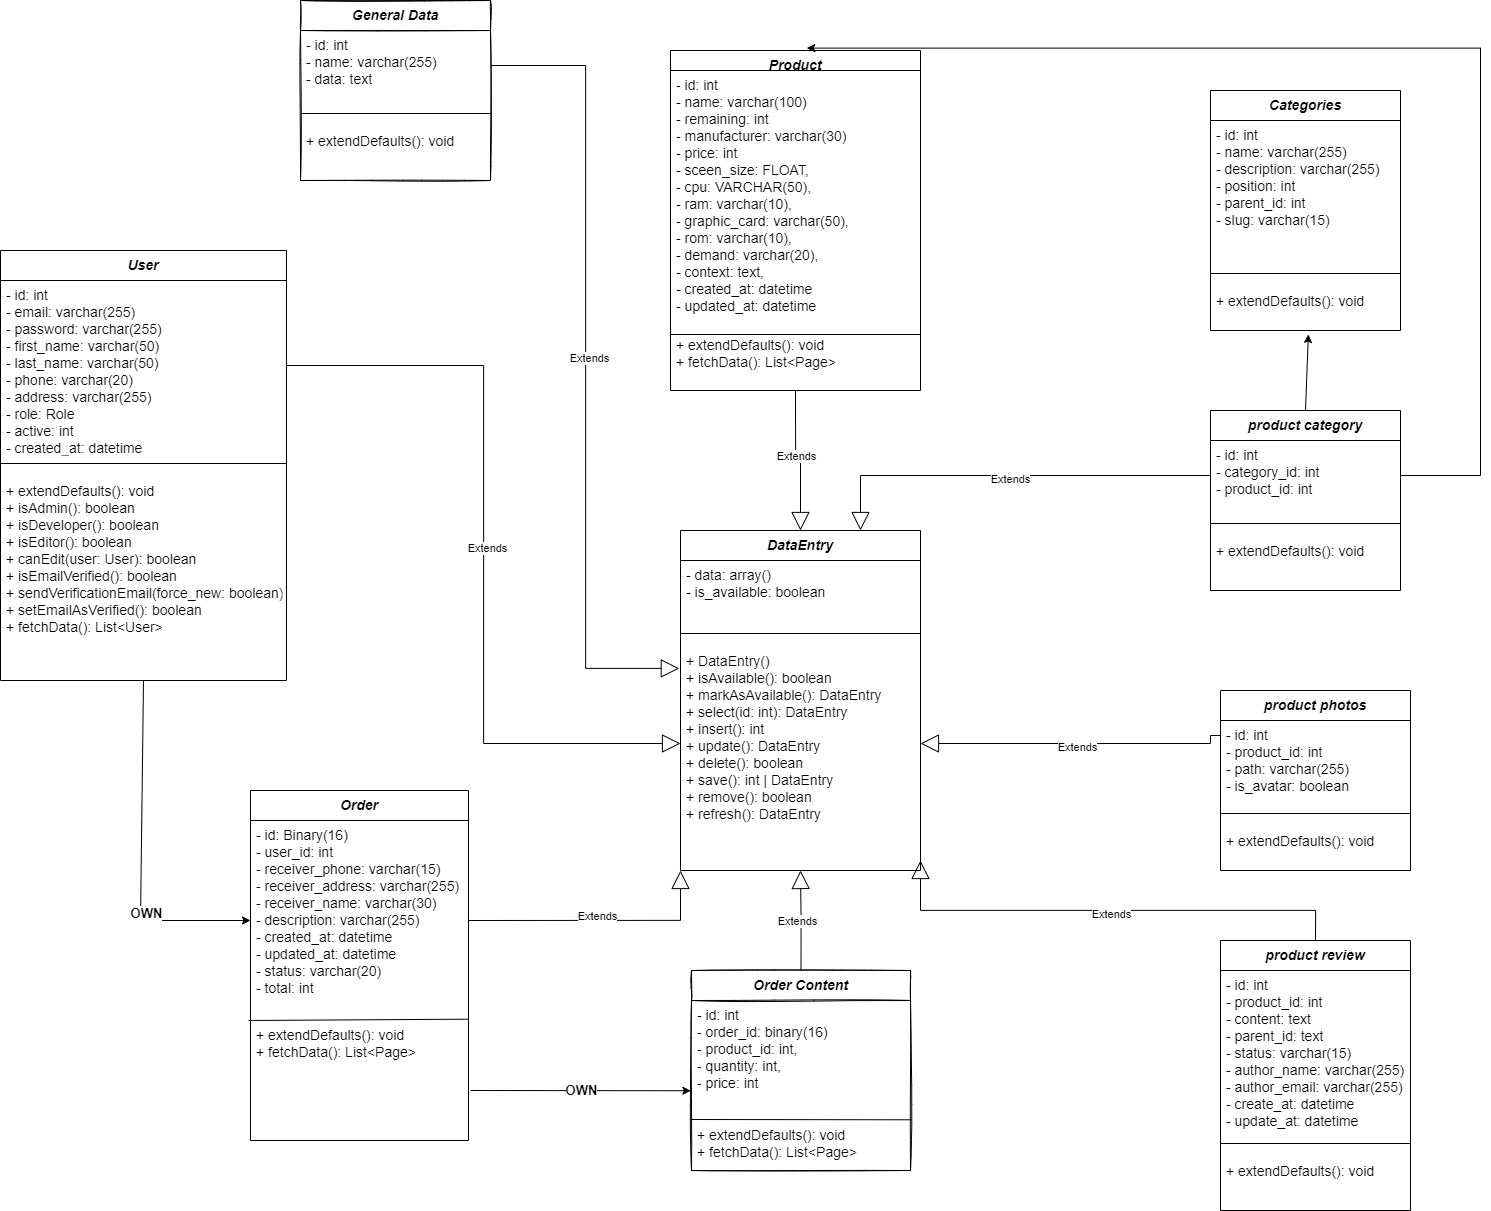 General Data
- id: int
- name: varchar(255)
- data: text
+ extendDefaults(): void
Product
- id: int
- name: varchar(100)
- remaining: int
- manufacturer: varchar(30)
- price: int
- sceen_size: FLOAT,
- cpu: VARCHAR(50),
- ram: varchar(10),
- graphic_card: varchar(50),
- rom: varchar(10),
- demand: varchar(20),
- context: text,
- created_at: datetime
- updated_at: datetime
+ extendDefaults(): void
+ fetchData(): List<Page>
Categories
- id: int
- name: varchar(255)
- description: varchar(255)
- position: int
- parent_id: int
- slug: varchar(15)
+ extendDefaults(): void
User
- id: int
- email: varchar(255)
- password: varchar(255)
- first_name: varchar(50)
- last_name: varchar(50)
- phone: varchar(20)
- address: varchar(255)
- role: Role
- active: int
- created_at: datetime
+ extendDefaults(): void
+ isAdmin(): boolean
+ isDeveloper(): boolean
+ isEditor(): boolean
+ canEdit(user: User): boolean
+ isEmailVerified(): boolean
+ sendVerificationEmail(force_new: boolean)
+ setEmailAsVerified(): boolean
+ fetchData(): List<User>
Extends
Extends
Extends
Extends
product category
- id: int
- category_id: int
- product_id: int
+ extendDefaults(): void
DataEntry
- data: array()
- is_available: boolean
+ DataEntry()
+ isAvailable(): boolean
+ markAsAvailable(): DataEntry
+ select(id: int): DataEntry
+ insert(): int
+ update(): DataEntry
+ delete(): boolean
+ save(): int | DataEntry
+ remove(): boolean
+ refresh(): DataEntry
Extends
product photos
- id: int
- product_id: int
- path: varchar(255)
- is_avatar: boolean
+ extendDefaults(): void
OWN
Order
- id: Binary(16)
- user_id: int
- receiver_phone: varchar(15)
- receiver_address: varchar(255)
- receiver_name: varchar(30)
- description: varchar(255)
- created_at: datetime
- updated_at: datetime
- status: varchar(20)
- total: int
+ extendDefaults(): void
+ fetchData(): List<Page>
Extends
Extends
Extends
OWN
Order Content
- id: int
- order_id: binary(16)
- product_id: int,
- quantity: int,
- price: int
+ extendDefaults(): void
+ fetchData(): List<Page>
product review
- id: int
- product_id: int
- content: text
- parent_id: text
- status: varchar(15)
- author_name: varchar(255)
- author_email: varchar(255)
- create_at: datetime
- update_at: datetime
+ extendDefaults(): void